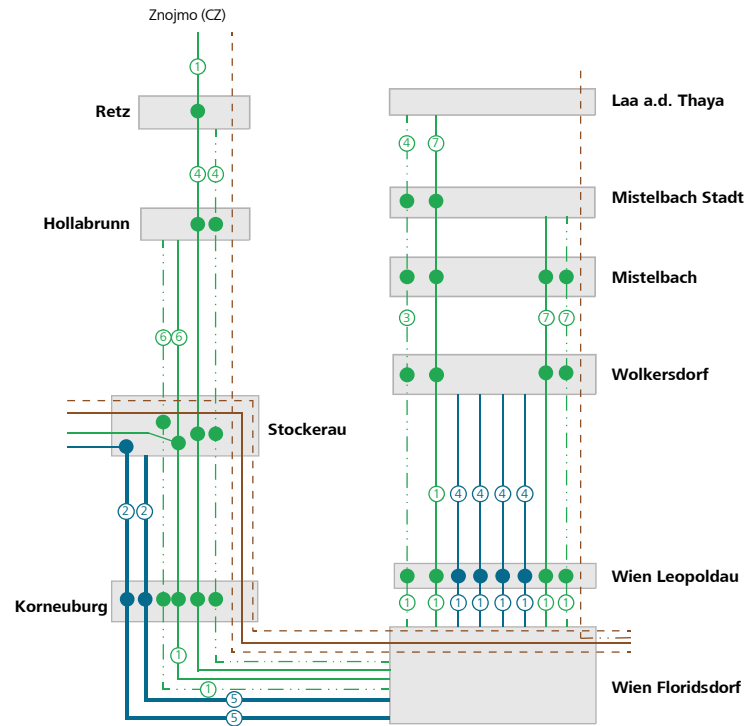 Znojmo (CZ)
1
Retz
Laa a.d. Thaya
4 7
4 4
Mistelbach Stadt
Hollabrunn
Mistelbach
3 7 7
6 6
Wolkersdorf
Stockerau
1 4 4 4 4
2 2
Wien Leopoldau
Korneuburg
1 1 1 1 1 1 1 1
1
Wien Floridsdorf
1
5
5